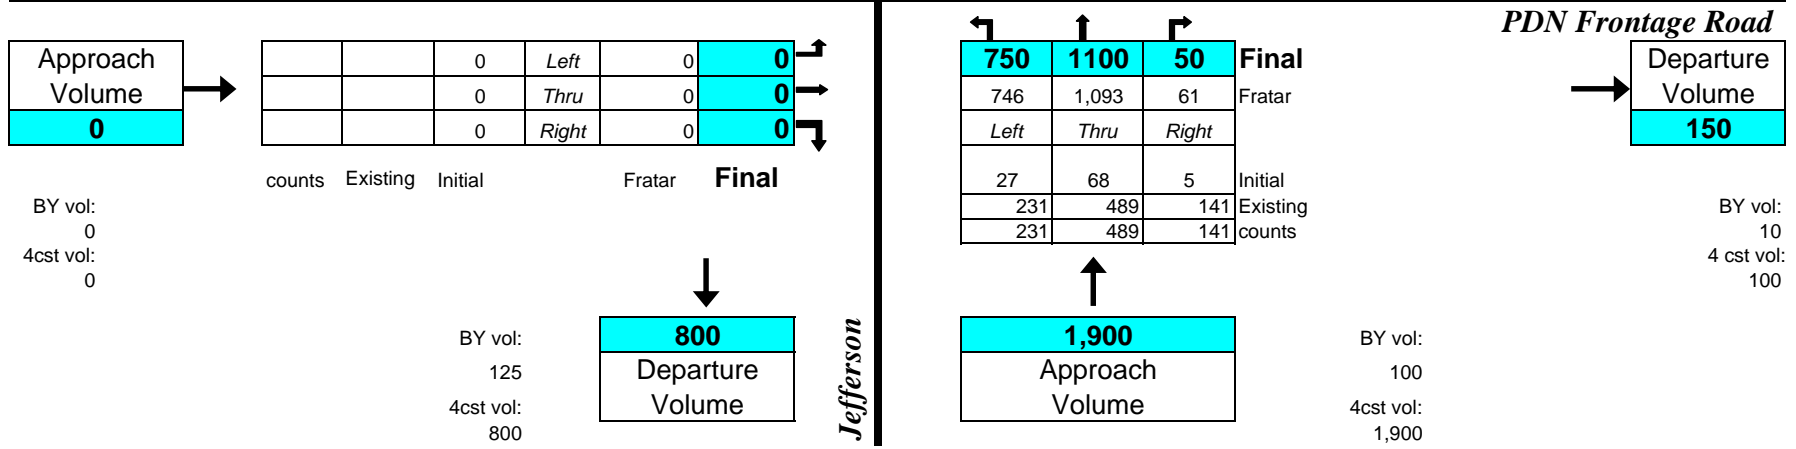 PDN Frontage Road
Approach
Volume
0
0 Left 0 0
0 Thru 0 0
0 Right 0 0
counts Existing Initial Fratar Final
BY vol:
0
4cst vol:
0
750 1100 50 Final
746 1,093 61 Fratar
Left Thru Right
27 68 5 Initial
231 489 141 Existing
231 489 141 counts
Departure
Volume
150
BY vol:
10
4 cst vol:
100
BY vol:
125
4cst vol:
800
800
Departure
Volume
Jefferson
1,900
Approach
Volume
BY vol:
100
4cst vol:
1,900